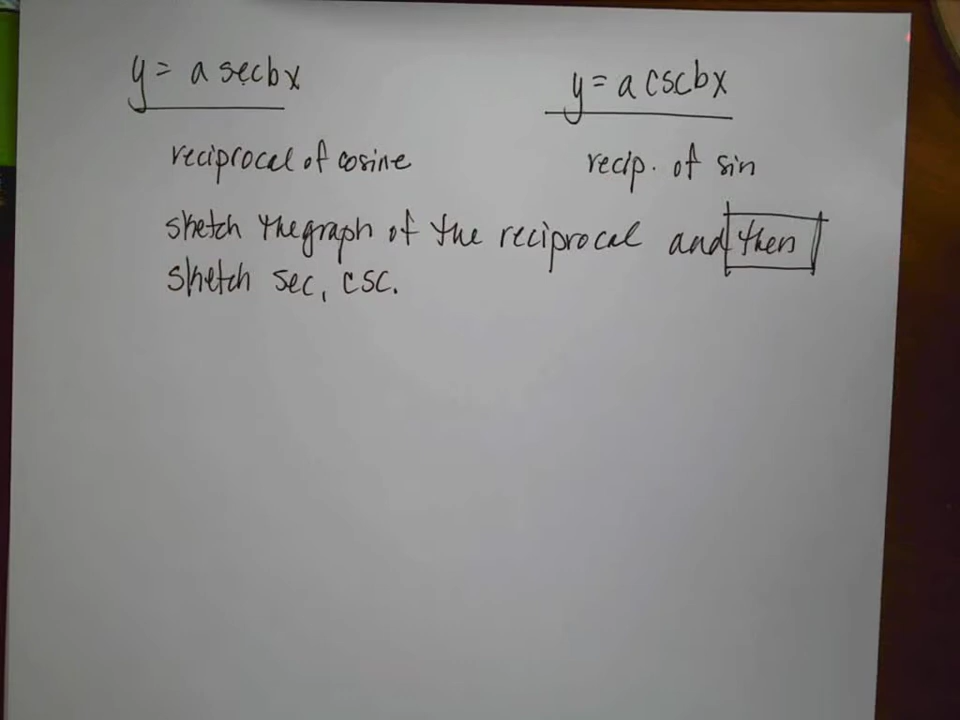 y = a secbx
y = a cscbx
reciprocal of cosine
recip. of sin
sketch the graph of the reciprocal and then
sketch sec, csc.